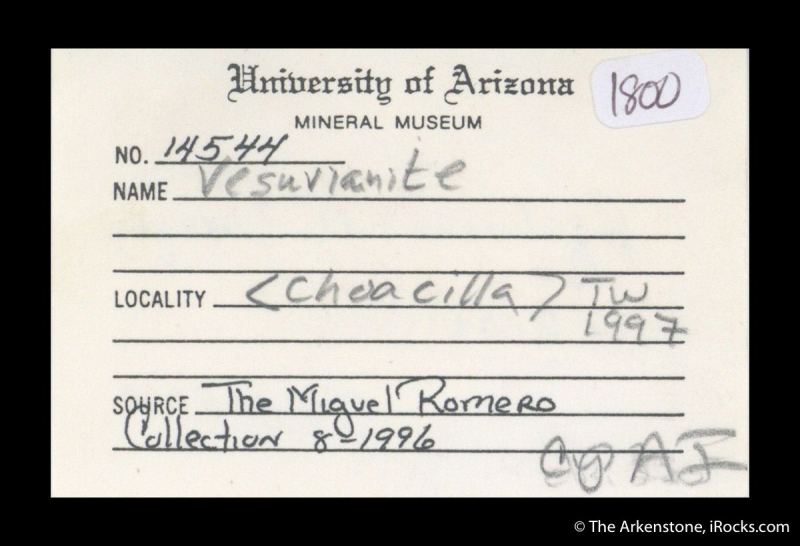 University of Arizona
1800
MINERAL MUSEUM
NO. 14544
NAME Vesuvianite
LOCALITY <Choacilla> TW
1997
SOURCE The Miguel Romero
Collection 8-1996
© The Arkenstone, iRocks.com